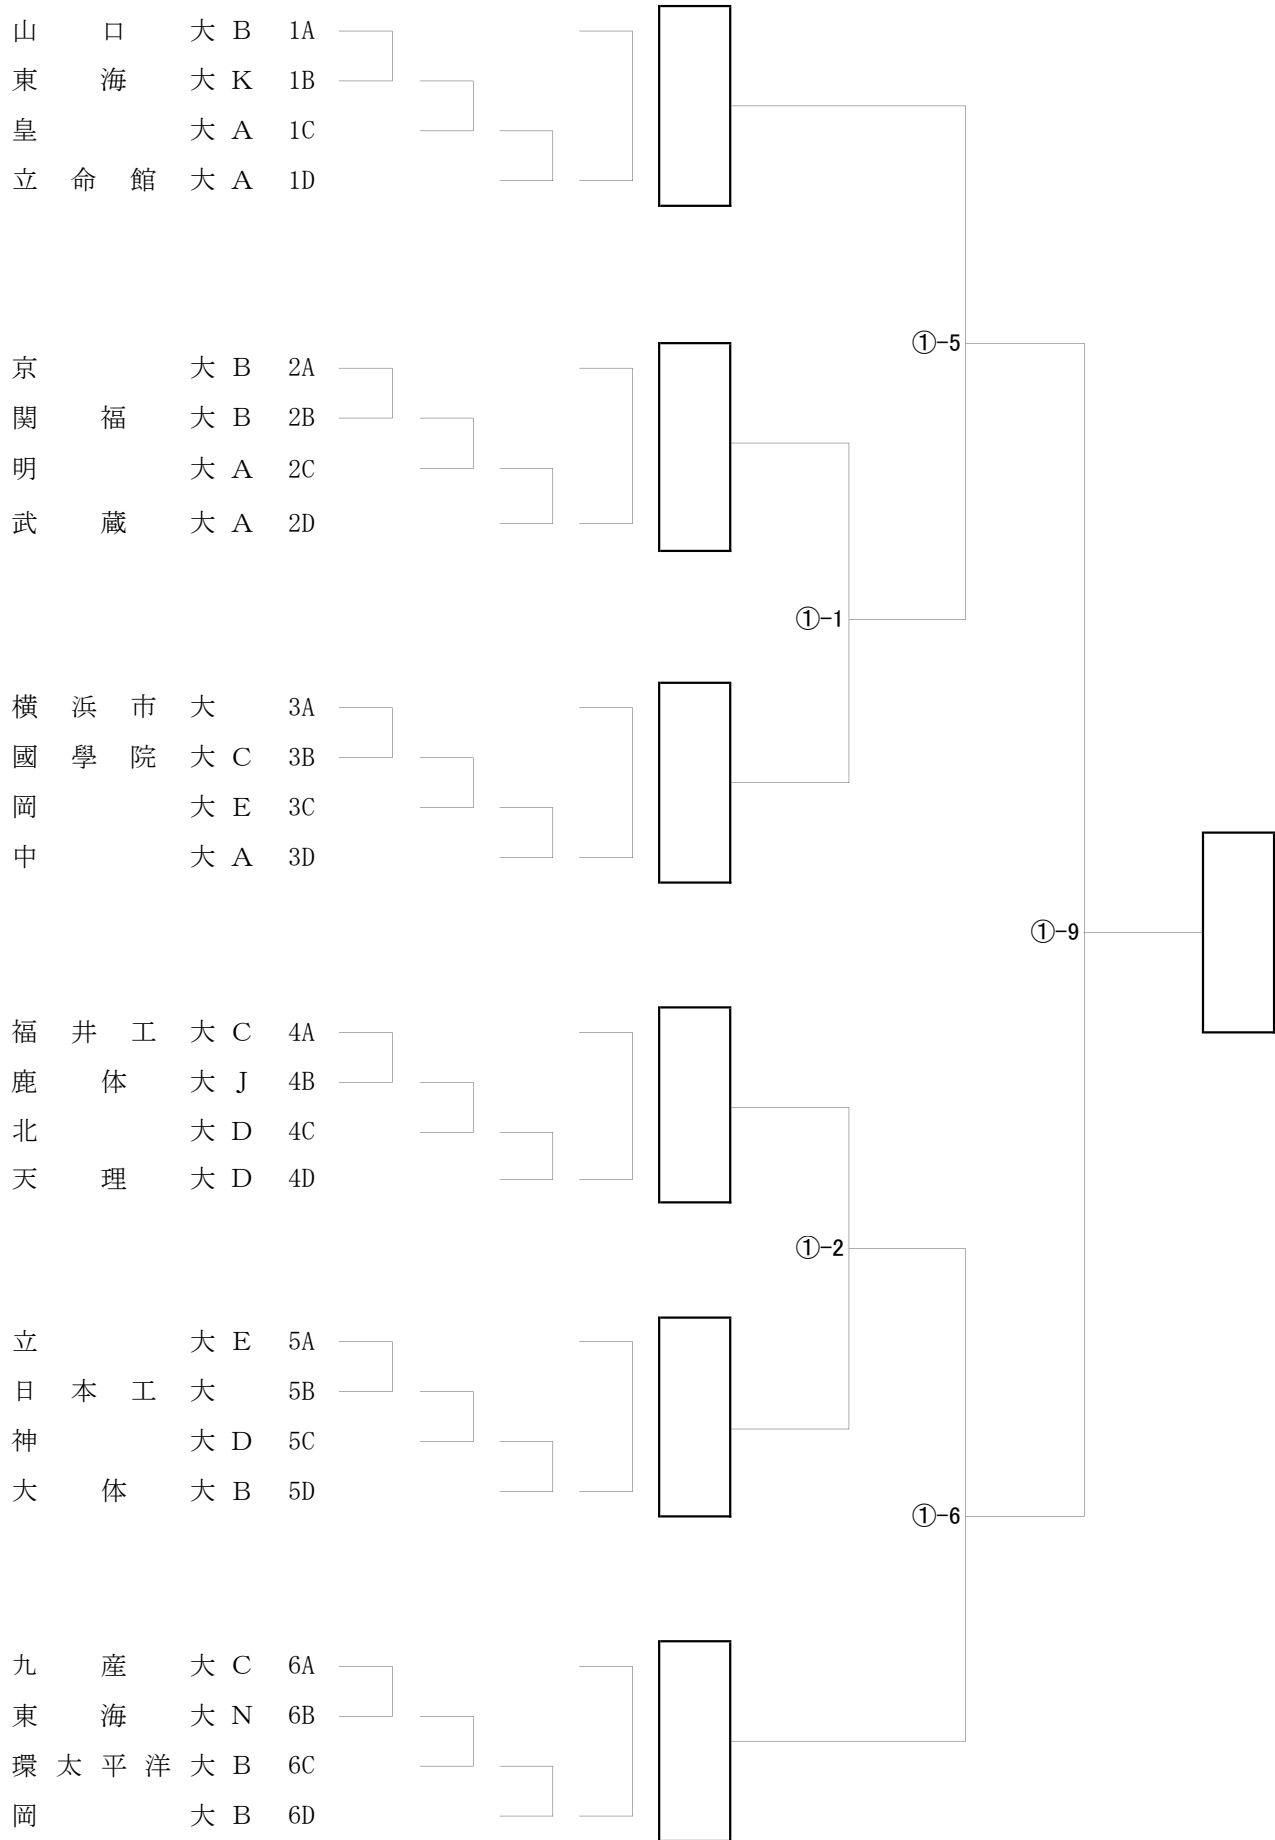 山口大 B 1A
東海大 K 1B
皇大 A 1C
立命館大 A 1D
①-5
京大 B 2A
関福大 B 2B
明大 A 2C
武蔵大 A 2D
①-1
横浜市大 3A
國學院大 C 3B
岡大 E 3C
中大 A 3D
①-9
福井工大 C 4A
鹿体大 J 4B
北大 D 4C
天理大 D 4D
①-2
立大 E 5A
日本工大 5B
神大 D 5C
大体大 B 5D
①-6
九産大 C 6A
東海大 N 6B
環太平洋大 B 6C
岡大 B 6D